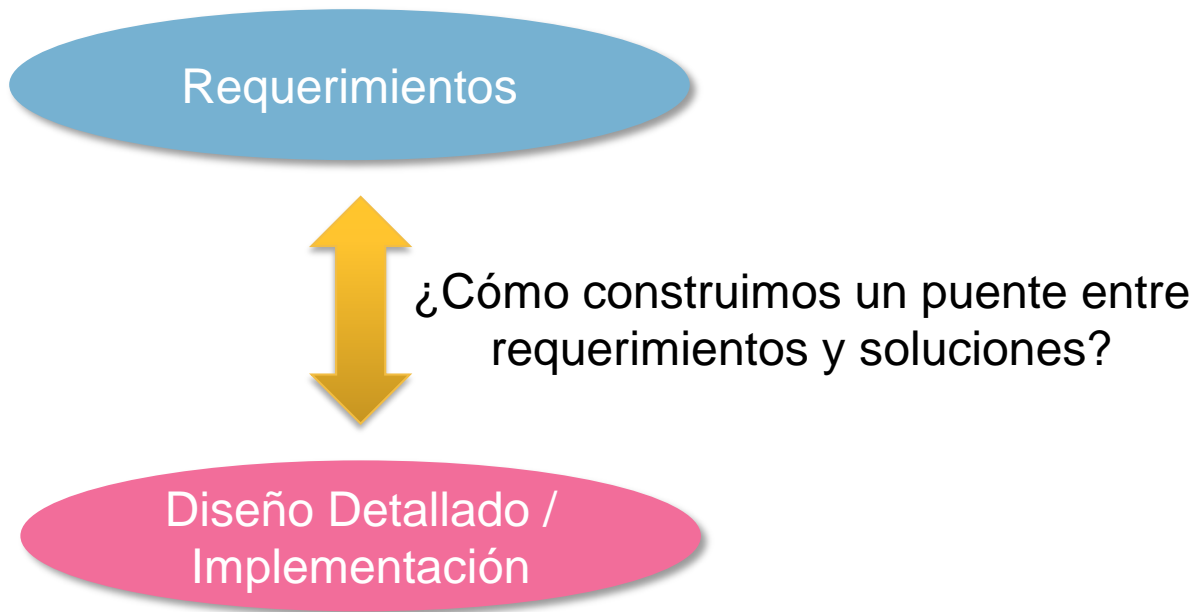 Requerimientos
¿Cómo construimos un puente entre
requerimientos y soluciones?
Diseño Detallado /
Implementación